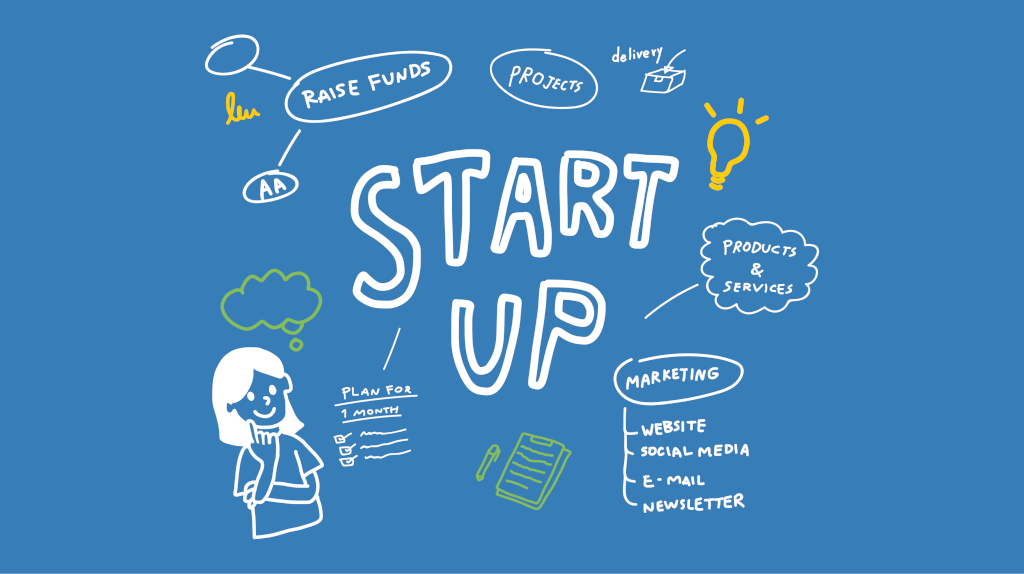 RAISE FUNDS
PROJECTS
delivery
AA
START
UP
PRODUCTS
&
SERVICES
PLAN FOR
1 MONTH
MARKETING
WEBSITE
SOCIAL MEDIA
E-MAIL
NEWSLETTER